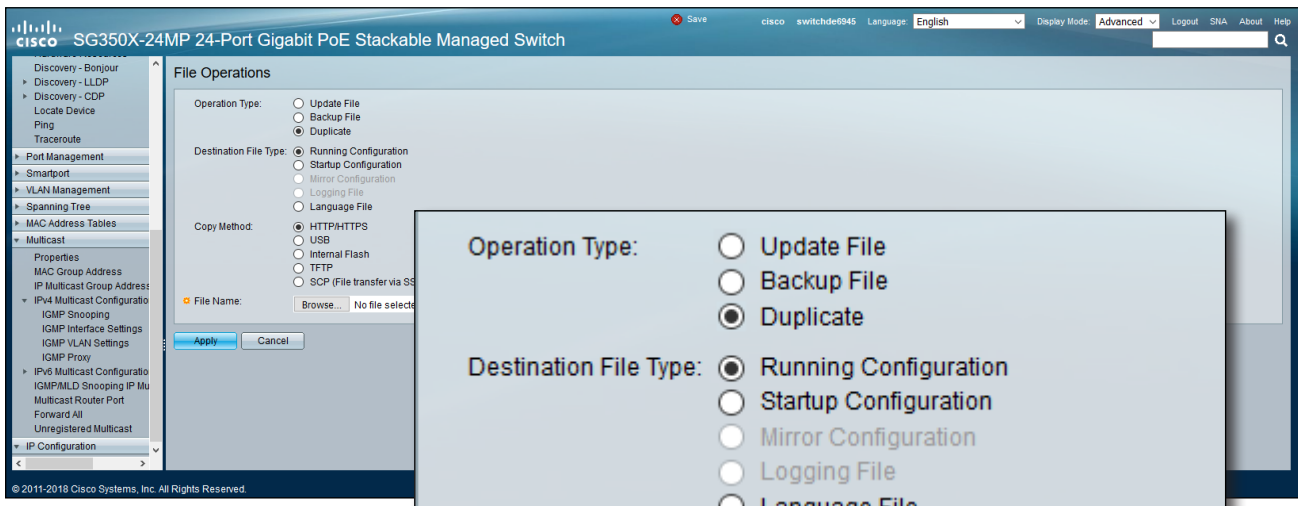 Save cisco switchde6945 Language: English Display Mode: Advanced Logout SNA About Help
CISCO SG350X-24MP 24-Port Gigabit PoE Stackable Managed Switch
Discovery - Bonjour
Discovery - LLDP
Discovery - CDP
Locate Device
Ping
Traceroute
Port Management
Smartport
VLAN Management
Spanning Tree
MAC Address Tables
Multicast
Properties
MAC Group Address
IP Multicast Group Address
IPv4 Multicast Configuratio
IGMP Snooping
IGMP Interface Settings
IGMP VLAN Settings
IGMP Proxy
IPv6 Multicast Configuratio
IGMP/MLD Snooping IP Mu
Multicast Router Port
Forward All
Unregistered Multicast
IP Configuration
File Operations
Operation Type: Update File
Backup File
Duplicate
Destination File Type: Running Configuration
Startup Configuration
Mirror Configuration
Logging File
Language File
Copy Method: HTTP/HTTPS
USB
Internal Flash
TFTP
SCP (File transfer via SS
File Name: Browse... No file selecte
Apply Cancel
Operation Type: Update File
Backup File
Duplicate
Destination File Type: Running Configuration
Startup Configuration
Mirror Configuration
Logging File
Language File
© 2011-2018 Cisco Systems, Inc. All Rights Reserved.